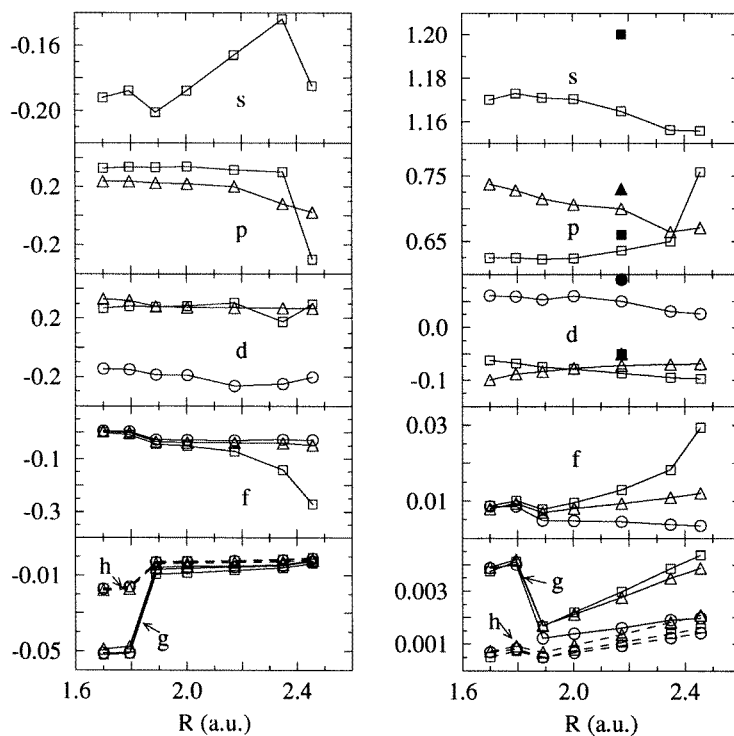 -0.16
-0.20
s
0.2
-0.2
p
0.2
-0.2
d
-0.1
-0.3
f
-0.01
-0.05
h
g
1.6 2.0 2.4
R (a.u.)
1.20
1.18
1.16
s
0.75
0.65
p
0.0
-0.1
d
0.03
0.01
f
0.003
0.001
g
h
1.6 2.0 2.4
R (a.u.)